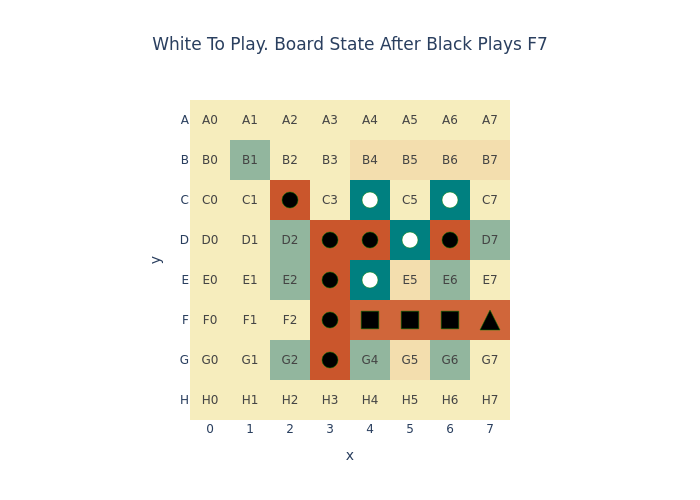 White To Play. Board State After Black Plays F7
A A0 A1 A2 A3 A4 A5 A6 A7
B B0 B1 B2 B3 B4 B5 B6 B7
C C0 C1 C3 C5 C7
D D0 D1 D2 D7
y
E E0 E1 E2 E5 E6 E7
F F0 F1 F2
G G0 G1 G2 G4 G5 G6 G7
H H0 H1 H2 H3 H4 H5 H6 H7
0 1 2 3 4 5 6 7
x